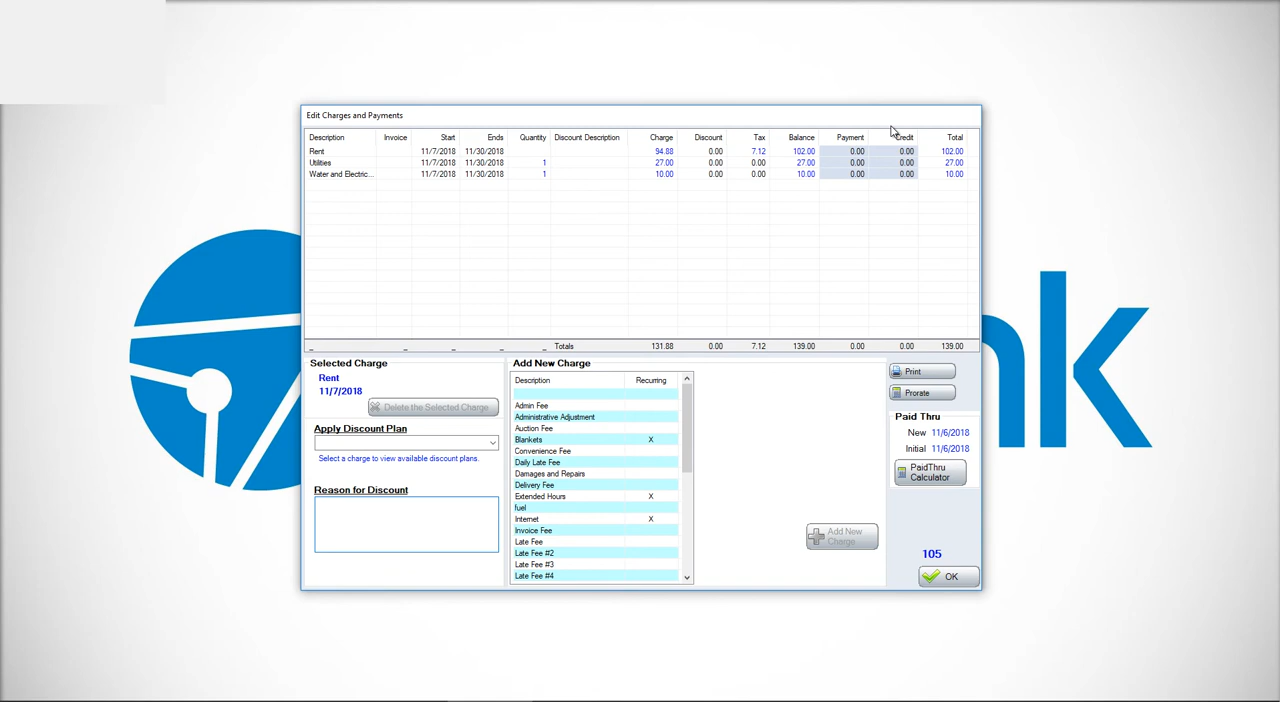 Edit Charges and Payments
Description Invoice Start Ends Quantity Discount Description Charge Discount Tax Balance Payment Credit Total
Rent 11/7/2018 11/30/2018 94.88 0.00 7.12 102.00 0.00 0.00 102.00
Utilities 11/7/2018 11/30/2018 1 27.00 0.00 0.00 27.00 0.00 0.00 27.00
Water and Electric... 11/7/2018 11/30/2018 1 10.00 0.00 0.00 10.00 0.00 0.00 10.00
Totals 131.88 0.00 7.12 139.00 0.00 0.00 139.00
Selected Charge
Rent
11/7/2018
Delete the Selected Charge
Apply Discount Plan
Select a charge to view available discount plans.
Reason for Discount
Add New Charge
Description Recurring
Admin Fee
Administrative Adjustment
Auction Fee
Blankets X
Convenience Fee
Daily Late Fee
Damages and Repairs
Delivery Fee
Extended Hours X
fuel
Internet X
Invoice Fee
Late Fee
Late Fee #2
Late Fee #3
Late Fee #4
Add New
Charge
Print
Prorate
Paid Thru
New 11/6/2018
Initial 11/6/2018
PaidThru
Calculator
105
OK
nk